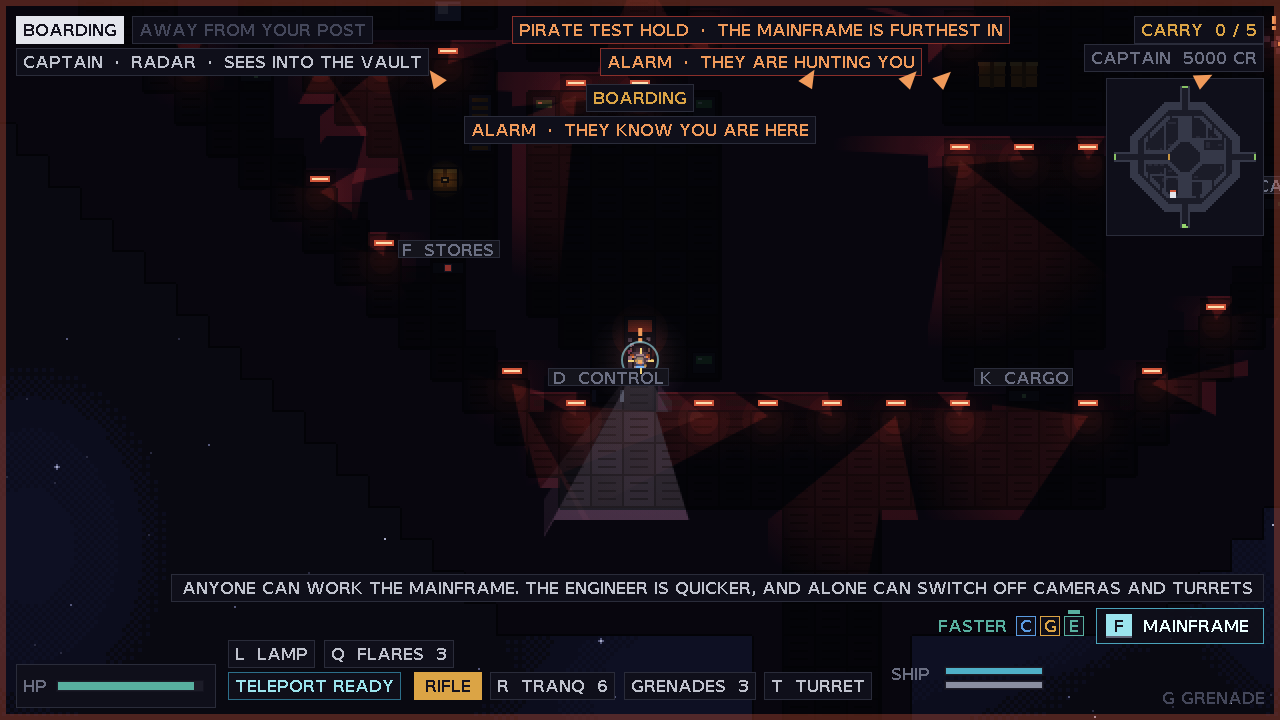 BOARDING AWAY FROM YOUR POST
PIRATE TEST HOLD · THE MAINFRAME IS FURTHEST IN
CARRY 0 / 5
CAPTAIN · RADAR · SEES INTO THE VAULT
ALARM · THEY ARE HUNTING YOU
CAPTAIN 5000 CR
BOARDING
ALARM · THEY KNOW YOU ARE HERE
CA
F STORES
D CONTROL
K CARGO
ANYONE CAN WORK THE MAINFRAME. THE ENGINEER IS QUICKER, AND ALONE CAN SWITCH OFF CAMERAS AND TURRETS
FASTER C G E F MAINFRAME
L LAMP Q FLARES 3
HP TELEPORT READY RIFLE R TRANQ 6 GRENADES 3 T TURRET SHIP
G GRENADE